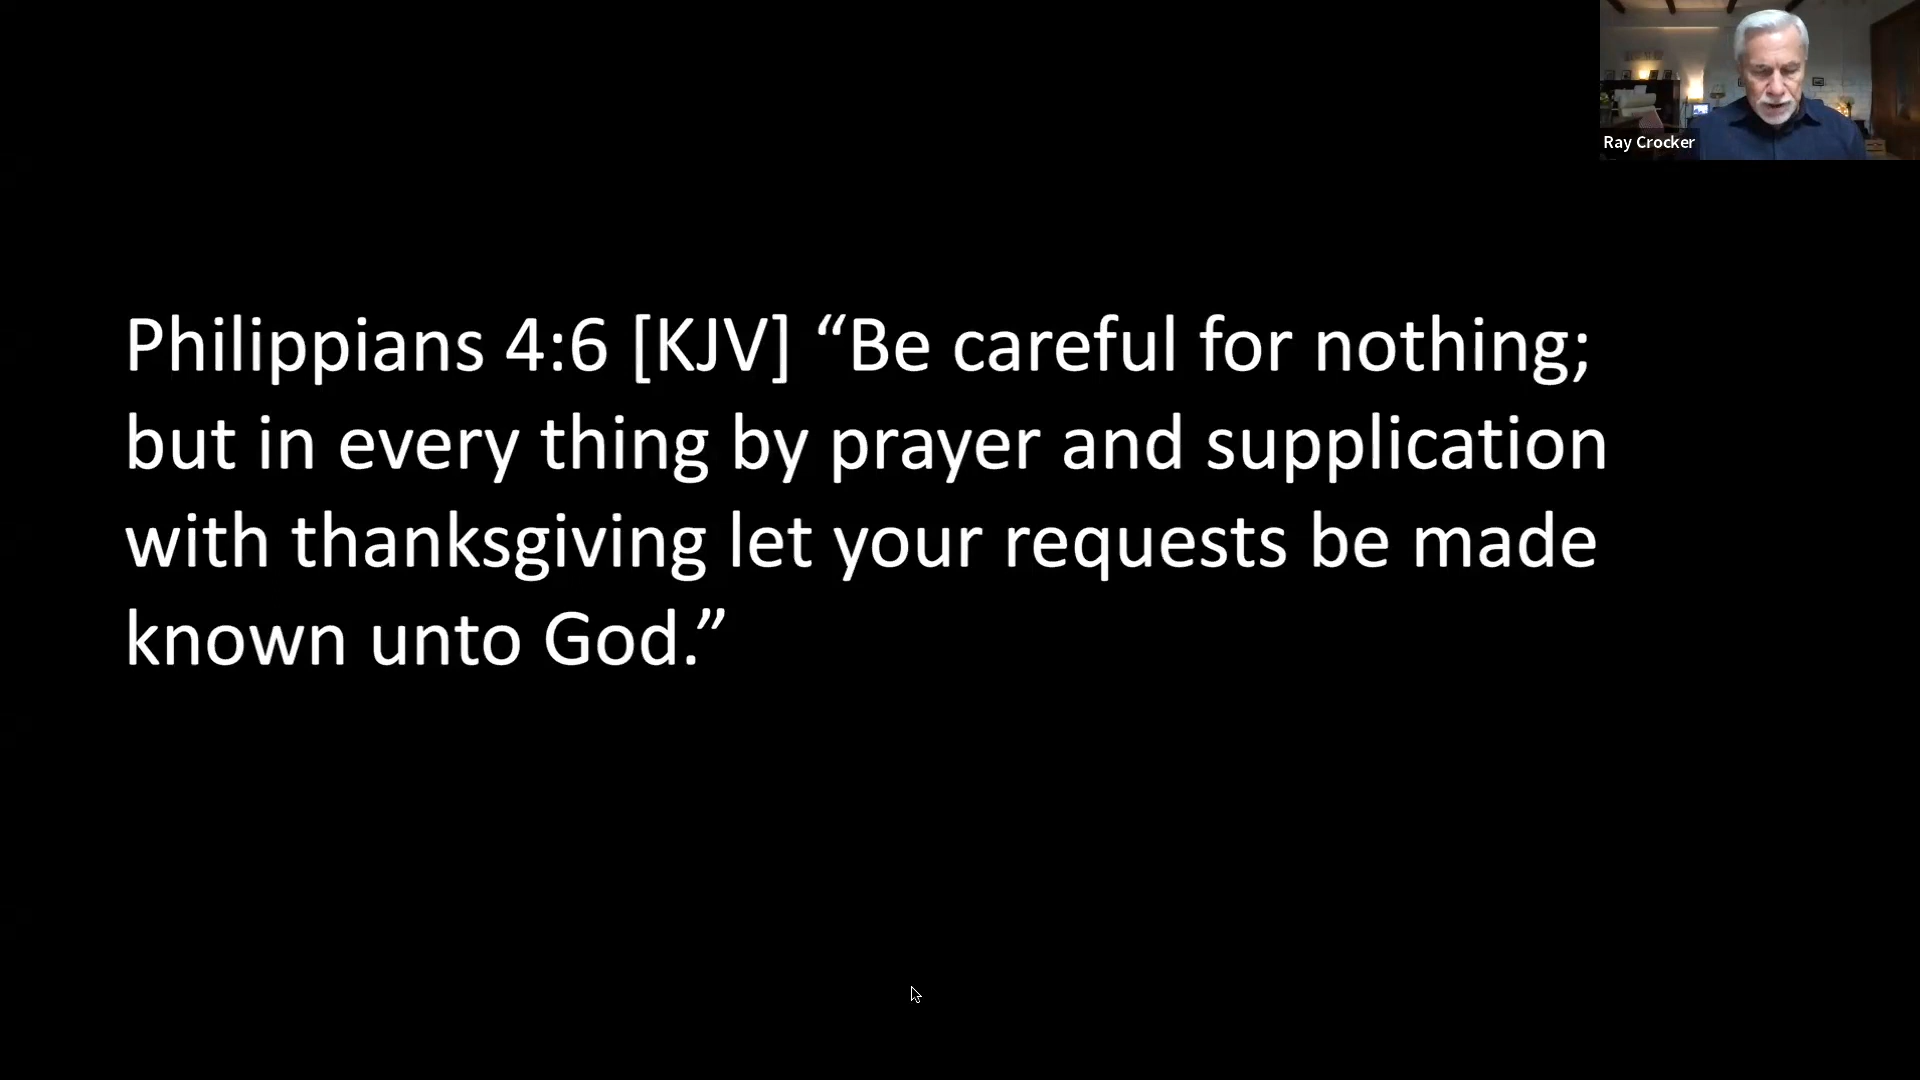 Ray Crocker
Philippians 4:6 [KJV] “Be careful for nothing;
but in every thing by prayer and supplication
with thanksgiving let your requests be made
known unto God.”